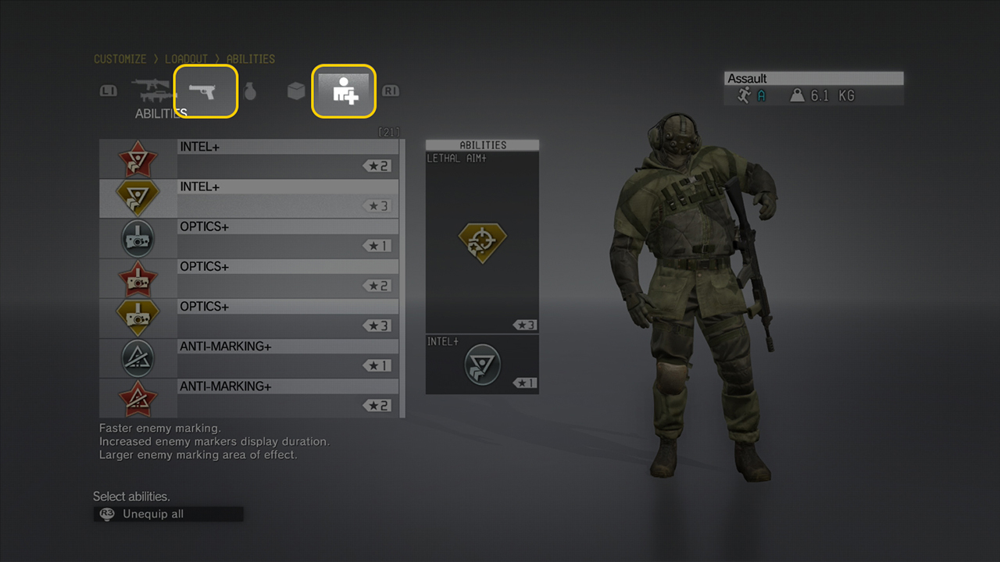 CUSTOMIZE > LOADOUT > ABILITIES
L1
R1
ABILITIES
[21]
INTEL+
★2
INTEL+
★3
OPTICS+
★1
OPTICS+
★2
OPTICS+
★3
ANTI-MARKING+
★1
ANTI-MARKING+
★2
Faster enemy marking.
Increased enemy markers display duration.
Larger enemy marking area of effect.
Select abilities.
R3 Unequip all
ABILITIES
LETHAL AIM+
★3
INTEL+
★1
Assault
A 6.1 KG